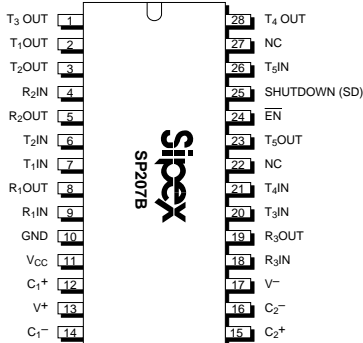 T3 OUT 1
T1OUT 2
T2OUT 3
R2IN 4
R2OUT 5
T2IN 6
T1IN 7
R1OUT 8
R1IN 9
GND 10
VCC 11
C1+ 12
V+ 13
C1− 14
Sipex
SP207B
28 T4 OUT
27 NC
26 T5IN
25 SHUTDOWN (SD)
24 EN
23 T5OUT
22 NC
21 T4IN
20 T3IN
19 R3OUT
18 R3IN
17 V−
16 C2−
15 C2+